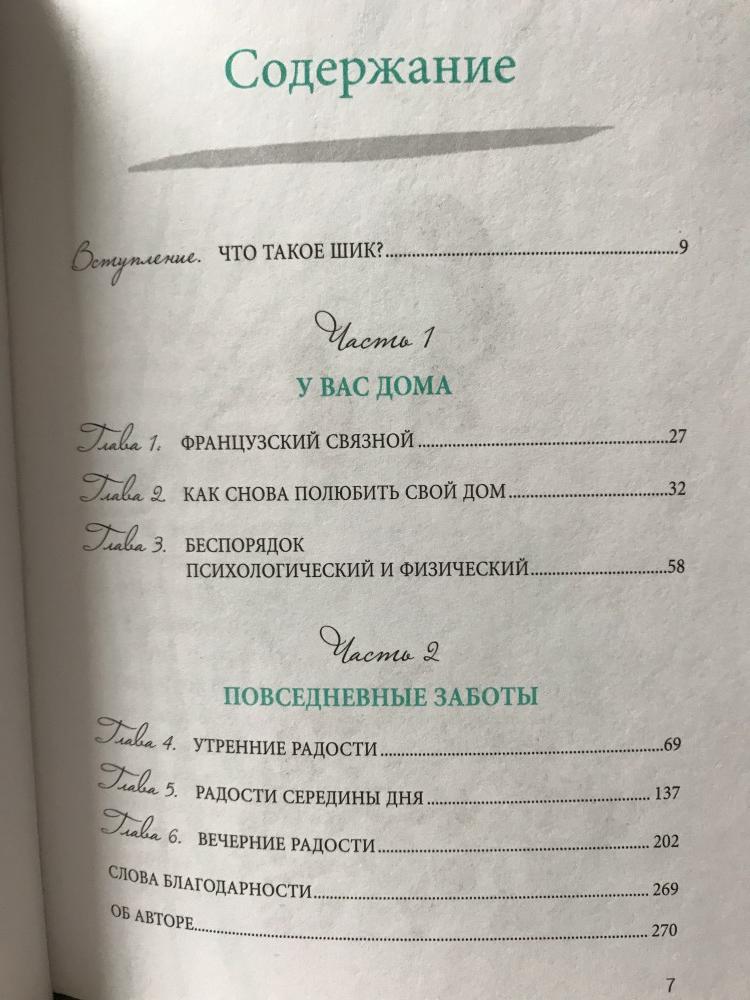 Содержание
Вступление. ЧТО ТАКОЕ ШИК?..........9
Часть 1
У ВАС ДОМА
Глава 1. ФРАНЦУЗСКИЙ СВЯЗНОЙ..........27
Глава 2. КАК СНОВА ПОЛЮБИТЬ СВОЙ ДОМ..........32
Глава 3. БЕСПОРЯДОК
ПСИХОЛОГИЧЕСКИЙ И ФИЗИЧЕСКИЙ..........58
Часть 2
ПОВСЕДНЕВНЫЕ ЗАБОТЫ
Глава 4. УТРЕННИЕ РАДОСТИ..........69
Глава 5. РАДОСТИ СЕРЕДИНЫ ДНЯ..........137
Глава 6. ВЕЧЕРНИЕ РАДОСТИ..........202
СЛОВА БЛАГОДАРНОСТИ..........269
ОБ АВТОРЕ..........270
7